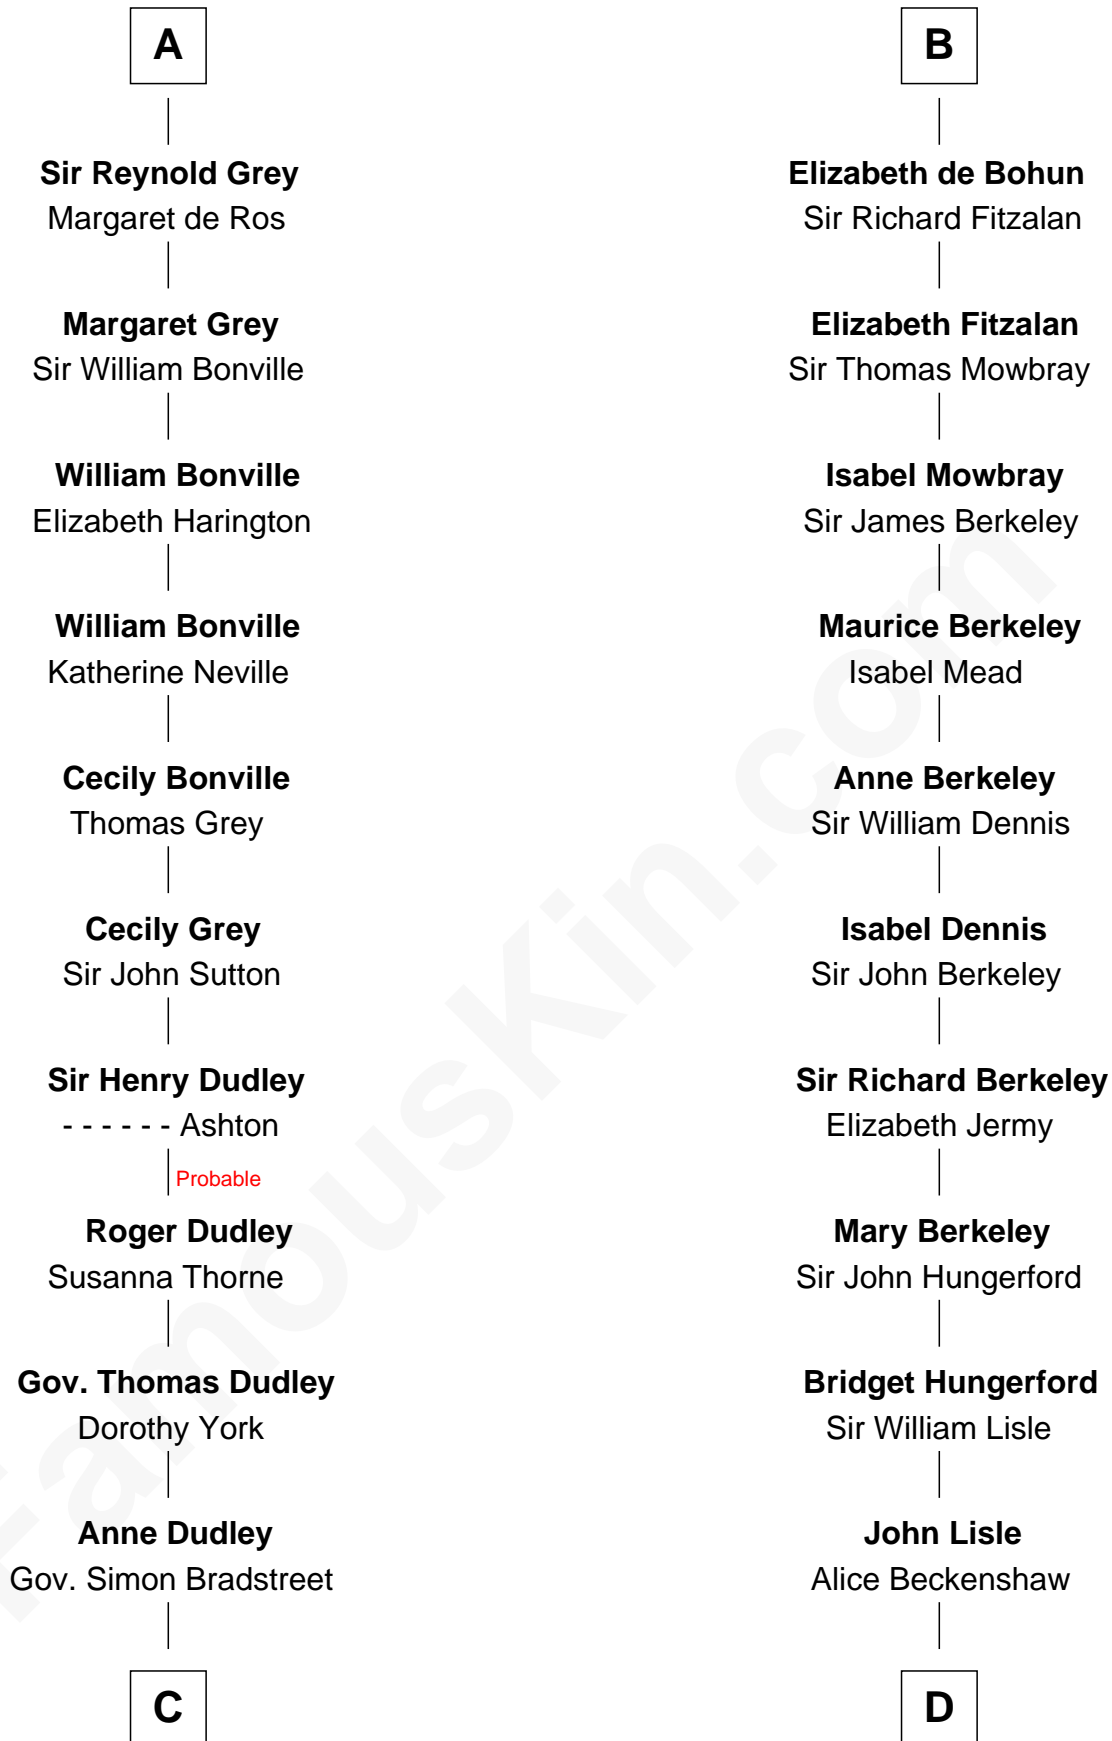 A
Sir Reynold Grey
Margaret de Ros
Margaret Grey
Sir William Bonville
William Bonville
Elizabeth Harington
William Bonville
Katherine Neville
Cecily Bonville
Thomas Grey
Cecily Grey
Sir John Sutton
Sir Henry Dudley
- - - - - - Ashton
Probable
Roger Dudley
Susanna Thorne
Gov. Thomas Dudley
Dorothy York
Anne Dudley
Gov. Simon Bradstreet
C
B
Elizabeth de Bohun
Sir Richard Fitzalan
Elizabeth Fitzalan
Sir Thomas Mowbray
Isabel Mowbray
Sir James Berkeley
Maurice Berkeley
Isabel Mead
Anne Berkeley
Sir William Dennis
Isabel Dennis
Sir John Berkeley
Sir Richard Berkeley
Elizabeth Jermy
Mary Berkeley
Sir John Hungerford
Bridget Hungerford
Sir William Lisle
John Lisle
Alice Beckenshaw
D
FamousKin.com